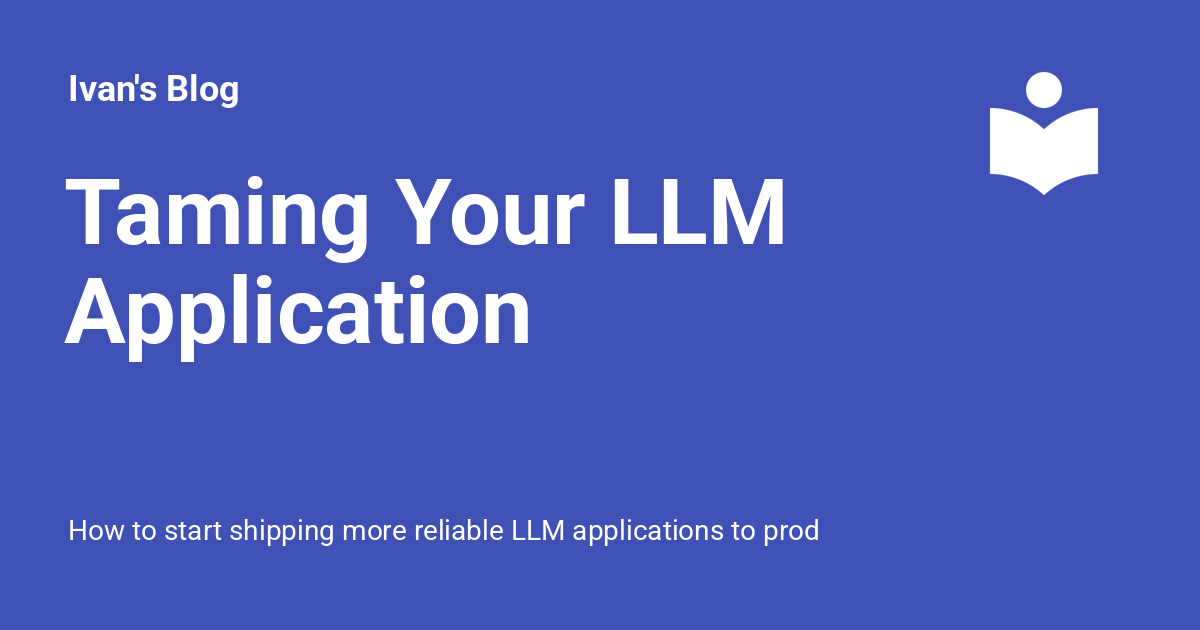 Ivan's Blog
Taming Your LLM
Application
How to start shipping more reliable LLM applications to prod